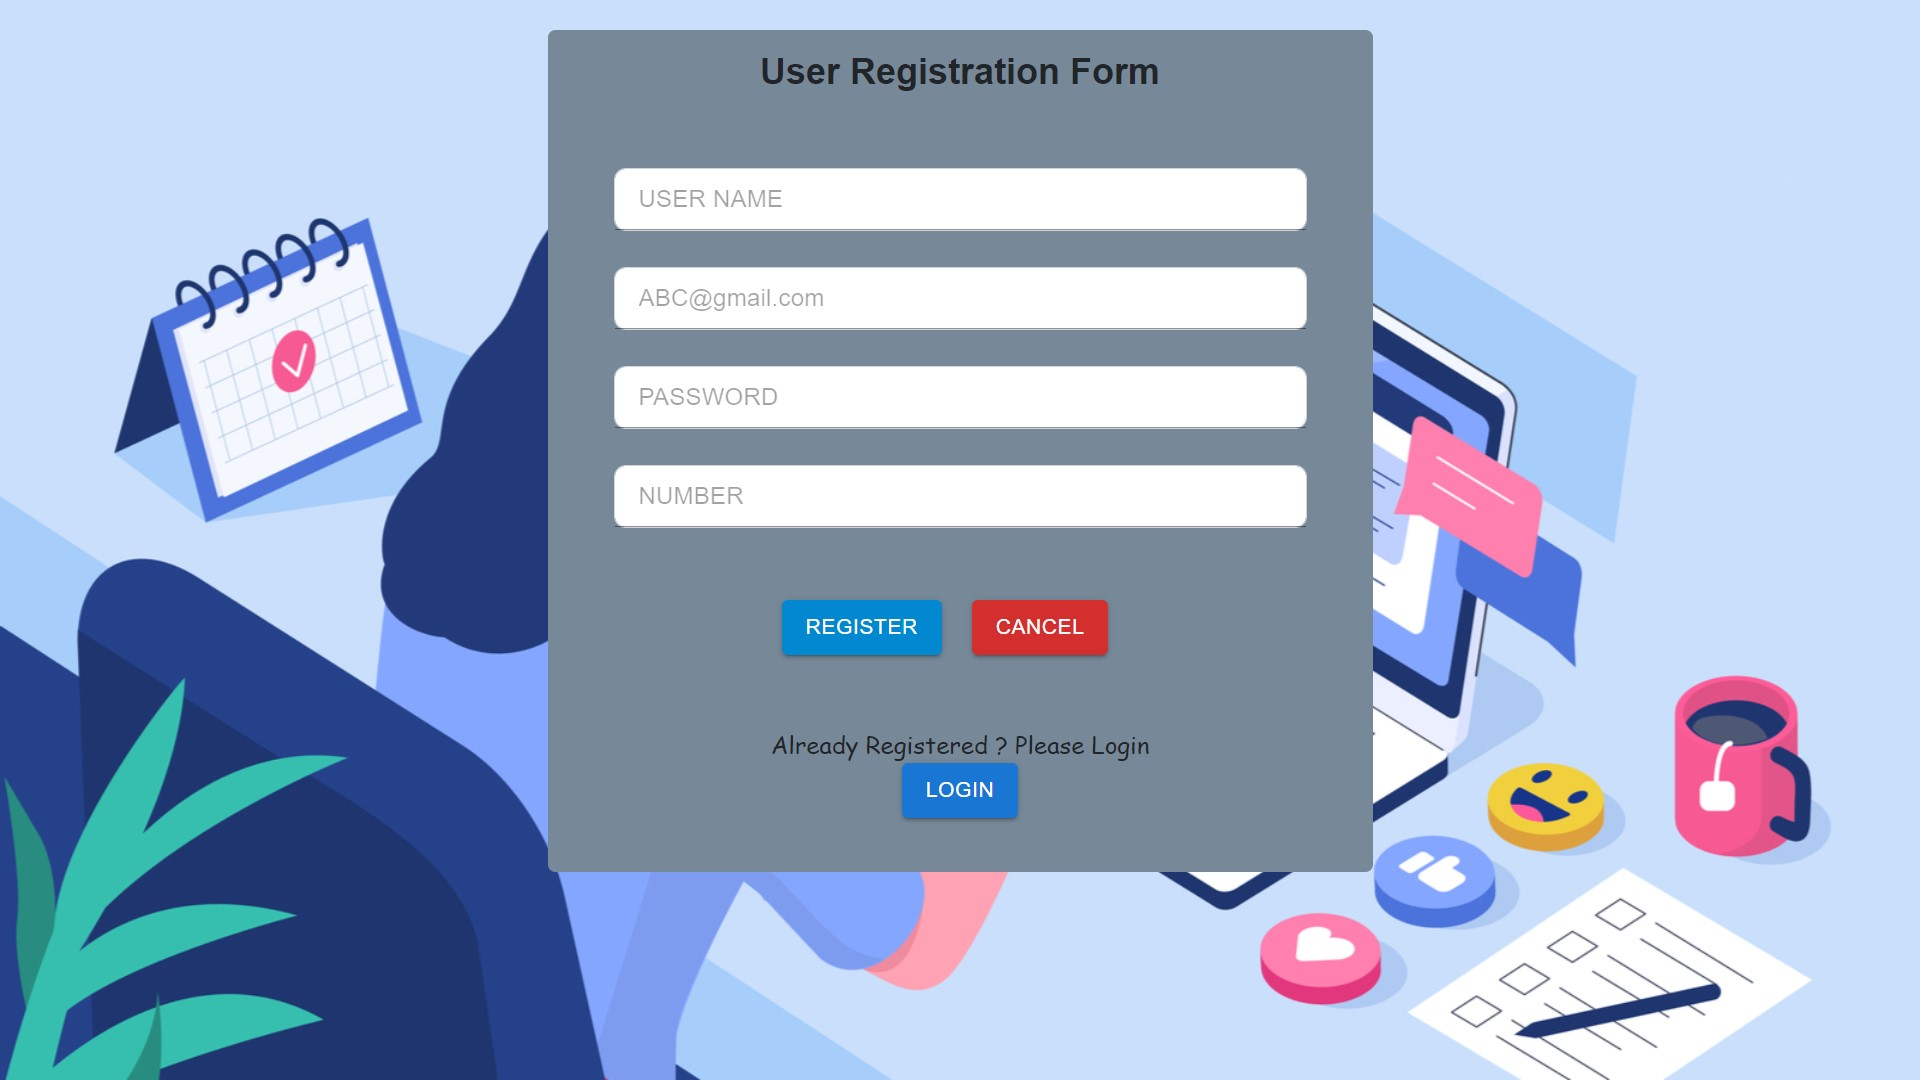 User Registration Form
USER NAME
ABC@gmail.com
PASSWORD
NUMBER
REGISTER CANCEL
Already Registered ? Please Login
LOGIN